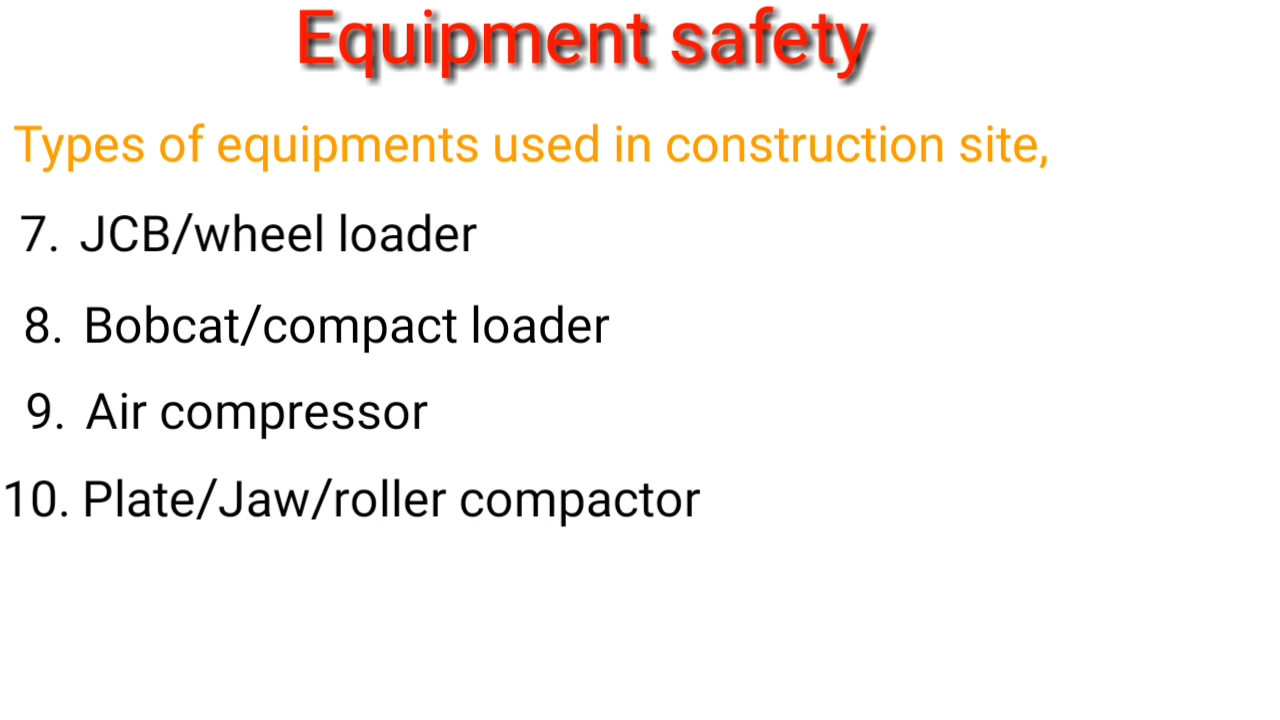 Equipment safety
Types of equipments used in construction site,
7. JCB/wheel loader
8. Bobcat/compact loader
9. Air compressor
10. Plate/Jaw/roller compactor